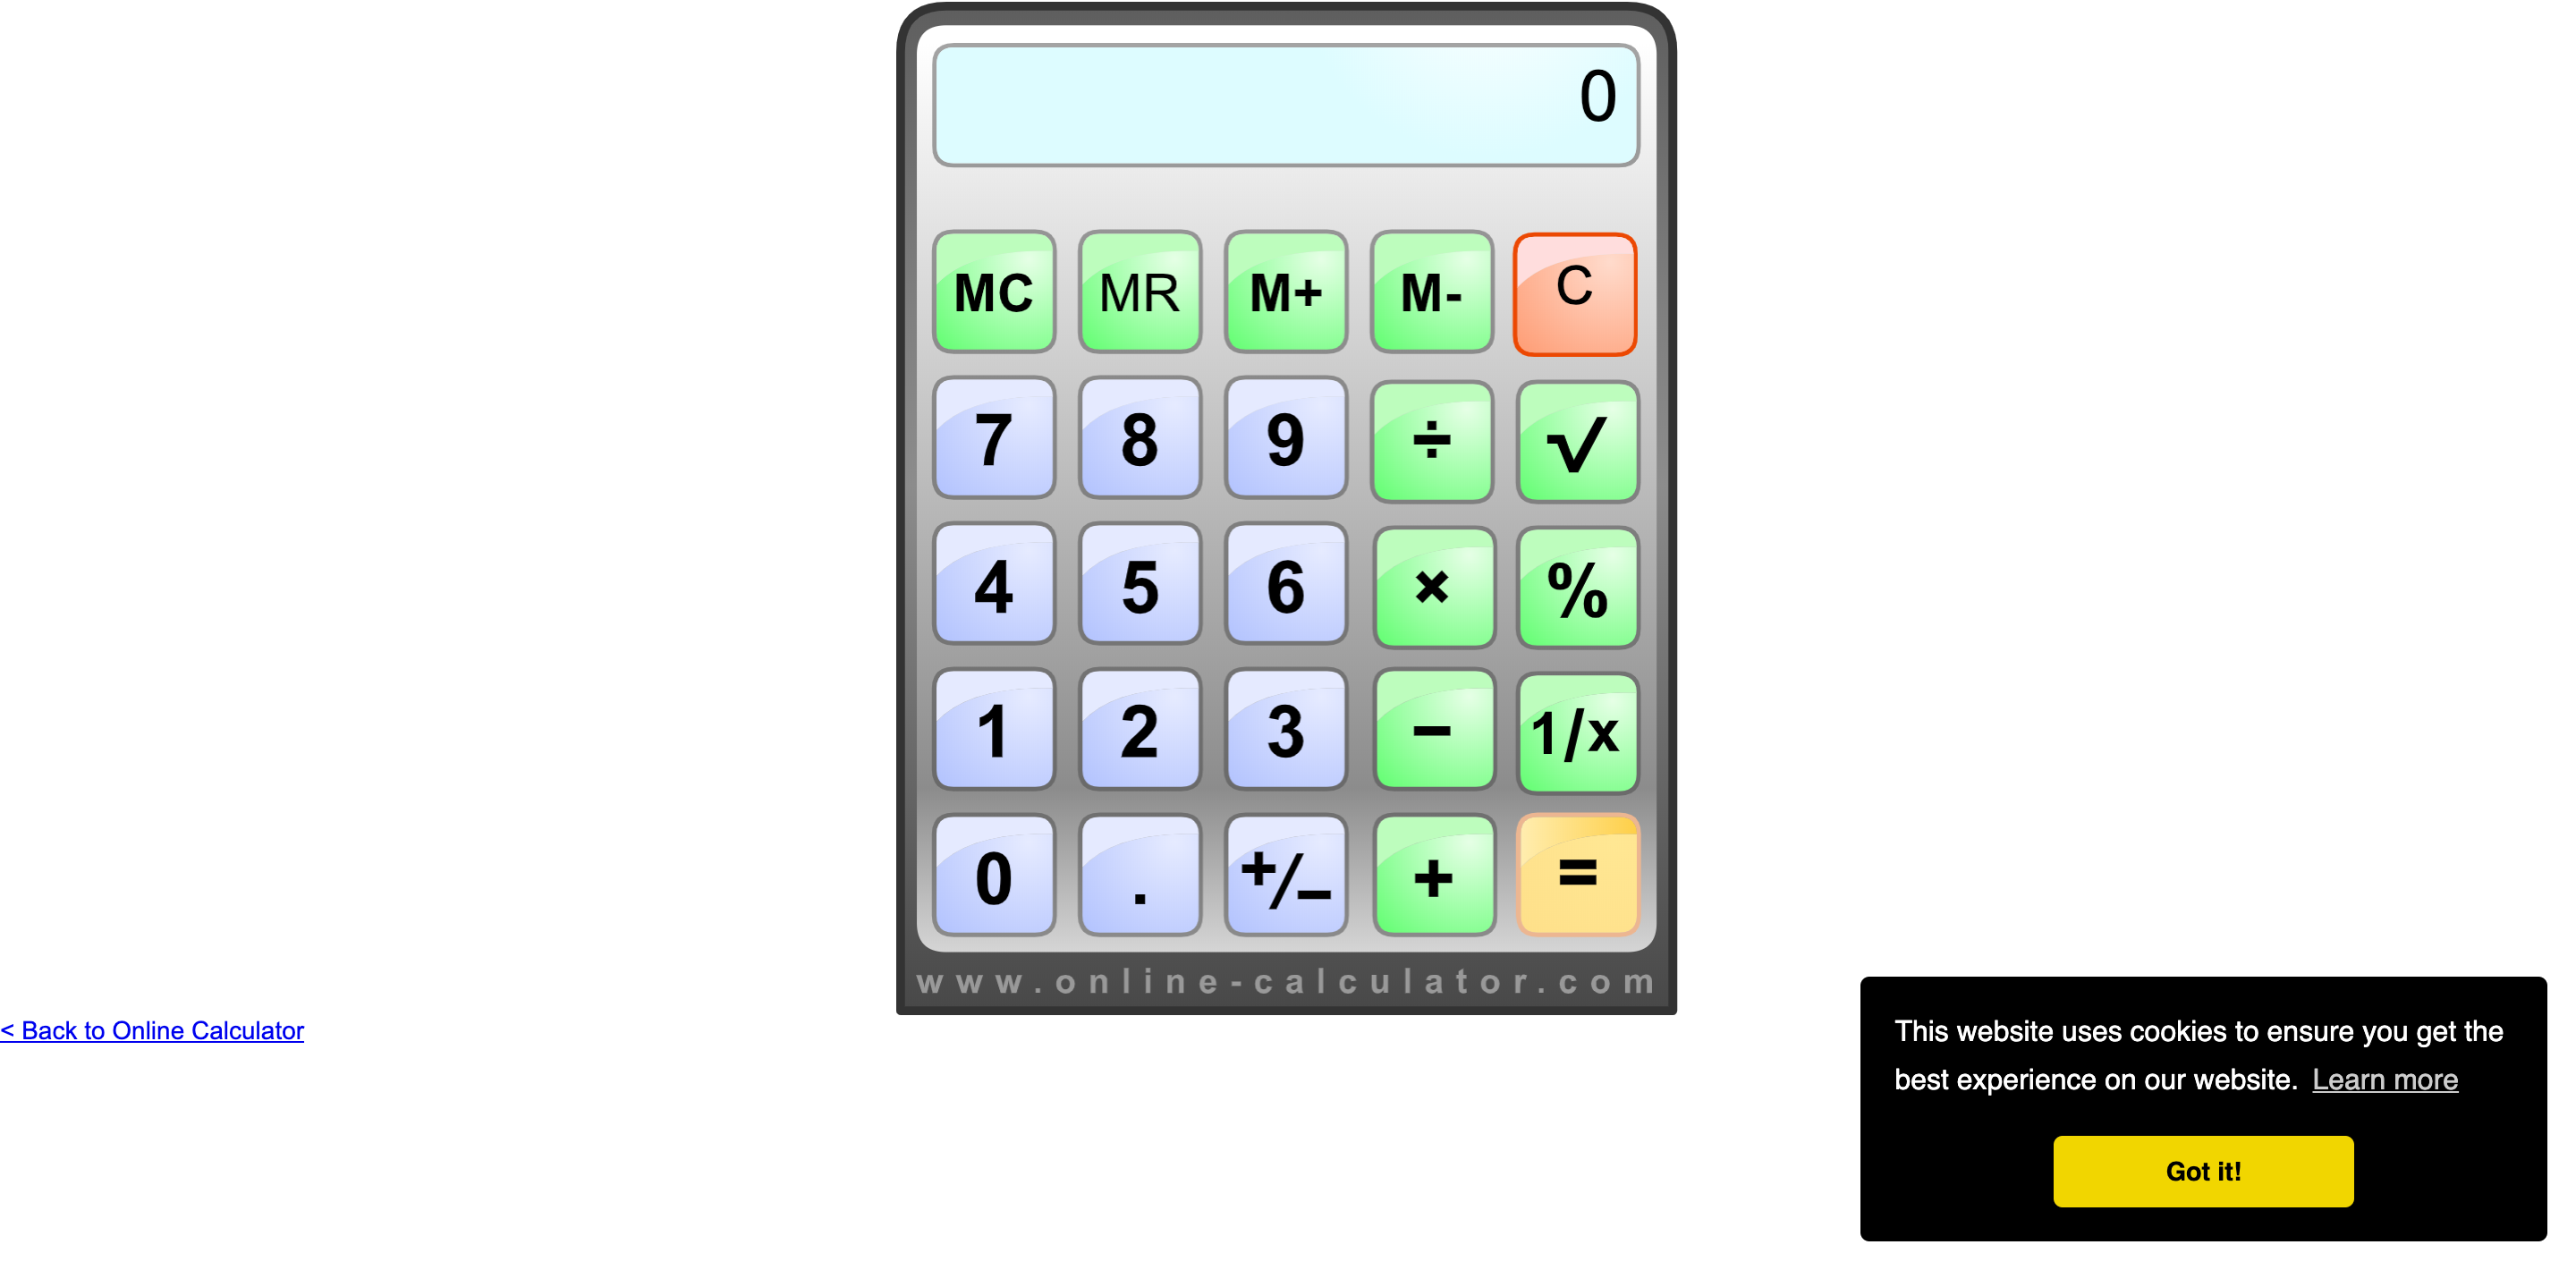 0
MC MR M+ M- C
7 8 9 ÷ √
4 5 6 × %
1 2 3 − 1/x
0 . +/− + =
www.online-calculator.com
< Back to Online Calculator
This website uses cookies to ensure you get the
best experience on our website. Learn more
Got it!